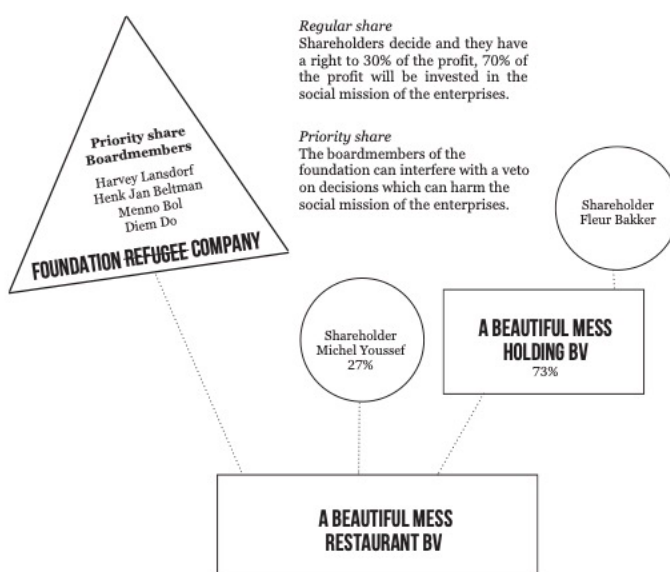 Regular share
Shareholders decide and they have
a right to 30% of the profit, 70% of
the profit will be invested in the
social mission of the enterprises.
Priority share
The boardmembers of the
foundation can interfere with a veto
on decisions which can harm the
social mission of the enterprises.
Priority share
Boardmembers
Harvey Lansdorf
Henk Jan Beltman
Menno Bol
Diem Do
FOUNDATION REFUGEE COMPANY
Shareholder
Fleur Bakker
Shareholder
Michel Youssef
27%
A BEAUTIFUL MESS
HOLDING BV
73%
A BEAUTIFUL MESS
RESTAURANT BV